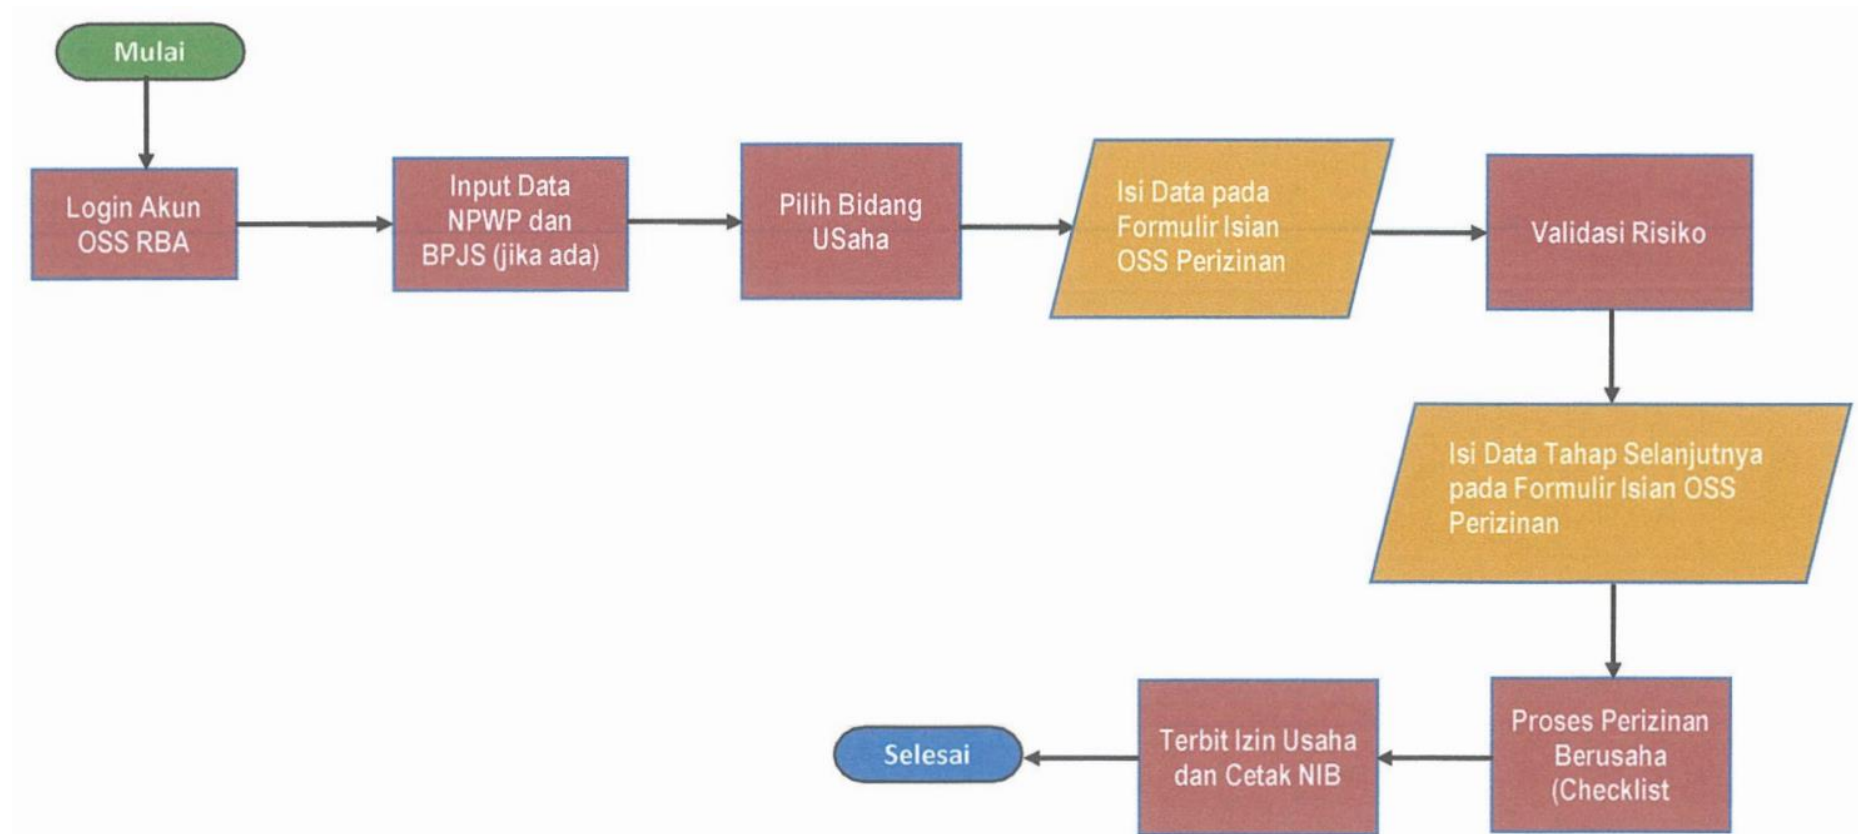 Mulai
Login Akun
OSS RBA
Input Data
NPWP dan
BPJS (jika ada)
Pilih Bidang
USaha
Isi Data pada
Formulir Isian
OSS Perizinan
Validasi Risiko
Isi Data Tahap Selanjutnya
pada Formulir Isian OSS
Perizinan
Proses Perizinan
Berusaha
(Checklist
Terbit Izin Usaha
dan Cetak NIB
Selesai